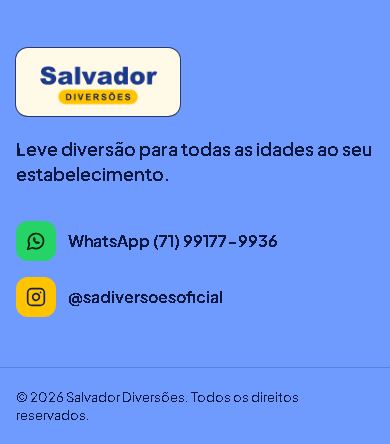 Salvador
DIVERSÕES
Leve diversão para todas as idades ao seu
estabelecimento.
WhatsApp (71) 99177-9936
@sadiversoesoficial
© 2026 Salvador Diversões. Todos os direitos
reservados.